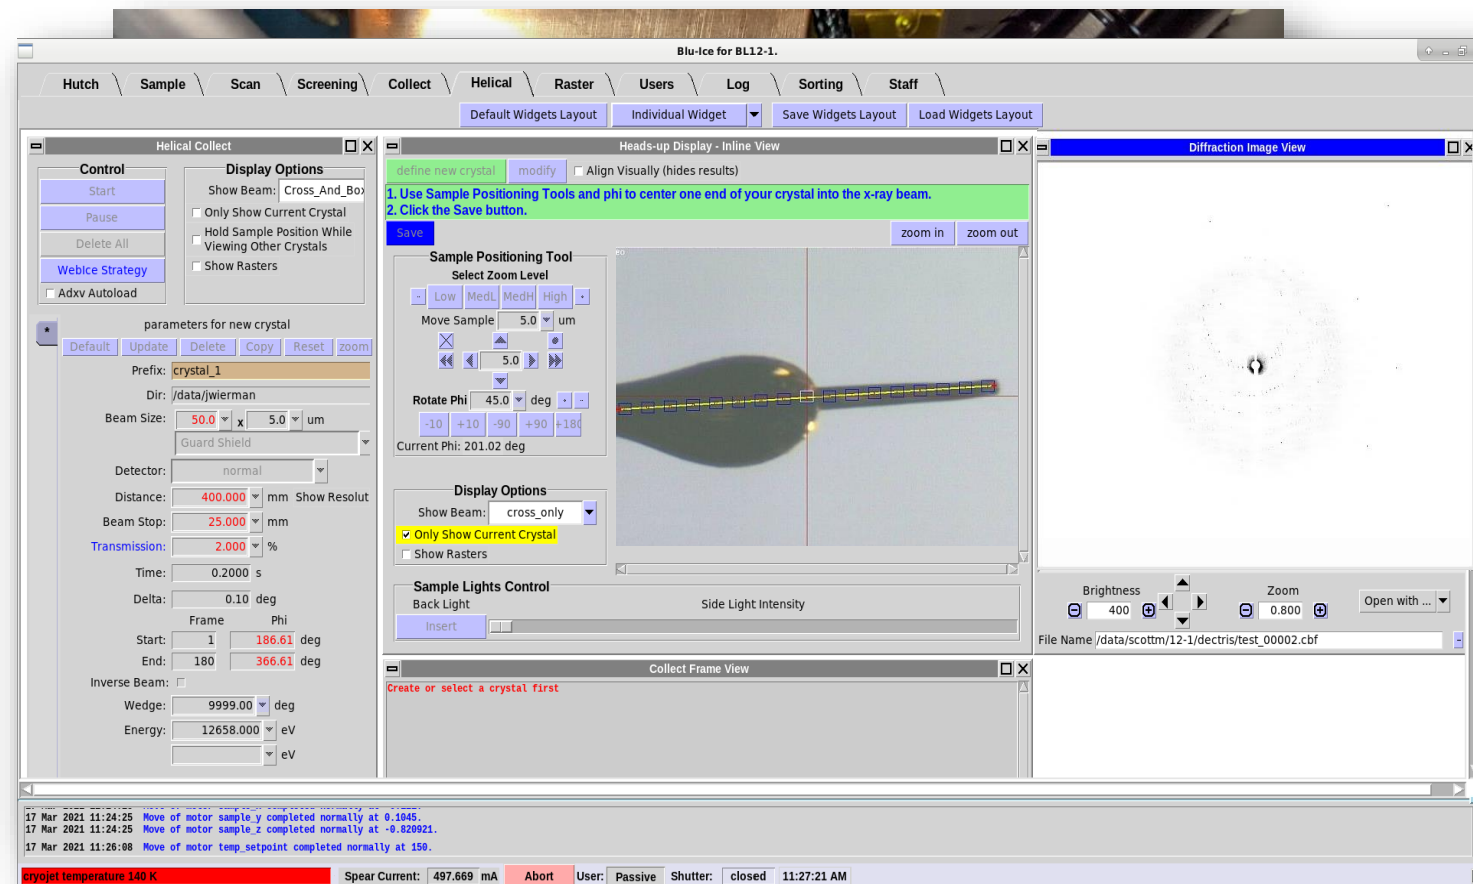 Blu-Ice for BL12-1.
Hutch Sample Scan Screening Collect Helical Raster Users Log Sorting Staff
Default Widgets Layout Individual Widget Save Widgets Layout Load Widgets Layout
Helical Collect
Control
Start
Pause
Delete All
WebIce Strategy
Adxv Autoload
Display Options
Show Beam: Cross_And_Box
Only Show Current Crystal
Hold Sample Position While
Viewing Other Crystals
Show Rasters
*
parameters for new crystal
Default Update Delete Copy Reset zoom
Prefix: crystal_1
Dir: /data/jwierman
Beam Size: 50.0 x 5.0 um
Guard Shield
Detector: normal
Distance: 400.000 mm Show Resolut
Beam Stop: 25.000 mm
Transmission: 2.000 %
Time: 0.2000 s
Delta: 0.10 deg
Frame Phi
Start: 1 186.61 deg
End: 180 366.61 deg
Inverse Beam:
Wedge: 9999.00 deg
Energy: 12658.000 eV
eV
Heads-up Display - Inline View
define new crystal modify Align Visually (hides results)
1. Use Sample Positioning Tools and phi to center one end of your crystal into the x-ray beam.
2. Click the Save button.
Save zoom in zoom out
Sample Positioning Tool
Select Zoom Level
- Low MedL MedH High +
Move Sample 5.0 um
5.0
Rotate Phi 45.0 deg + -
-10 +10 -90 +90 +180
Current Phi: 201.02 deg
Display Options
Show Beam: cross_only
Only Show Current Crystal
Show Rasters
Sample Lights Control
Back Light Side Light Intensity
Insert
Collect Frame View
Create or select a crystal first
Diffraction Image View
Brightness Zoom
400 0.800 Open with ...
File Name /data/scottm/12-1/dectris/test_00002.cbf -
17 Mar 2021 11:24:25 Move of motor sample_y completed normally at 0.1045.
17 Mar 2021 11:24:25 Move of motor sample_z completed normally at -0.820921.
17 Mar 2021 11:26:08 Move of motor temp_setpoint completed normally at 150.
cryojet temperature 140 K Spear Current: 497.669 mA Abort User: Passive Shutter: closed 11:27:21 AM